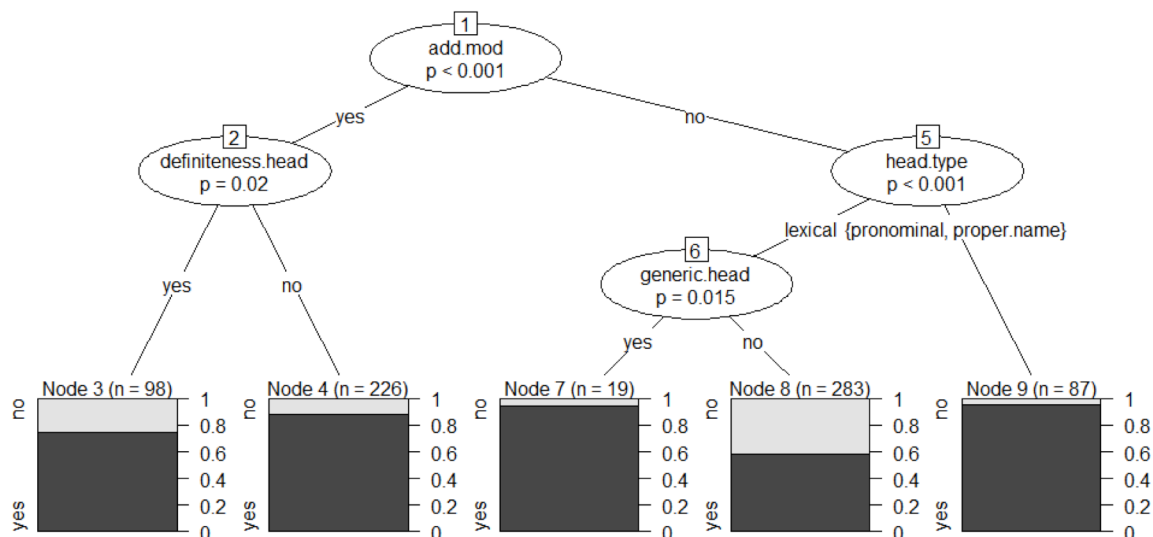 1
add.mod
p < 0.001
yes
no
2
definiteness.head
p = 0.02
5
head.type
p < 0.001
yes
no
lexical {pronominal, proper.name}
6
generic.head
p = 0.015
yes
no
Node 3 (n = 98)
no
yes
1
0.8
0.6
0.4
0.2
0
Node 4 (n = 226)
no
yes
1
0.8
0.6
0.4
0.2
0
Node 7 (n = 19)
no
yes
1
0.8
0.6
0.4
0.2
0
Node 8 (n = 283)
no
yes
1
0.8
0.6
0.4
0.2
0
Node 9 (n = 87)
no
yes
1
0.8
0.6
0.4
0.2
0